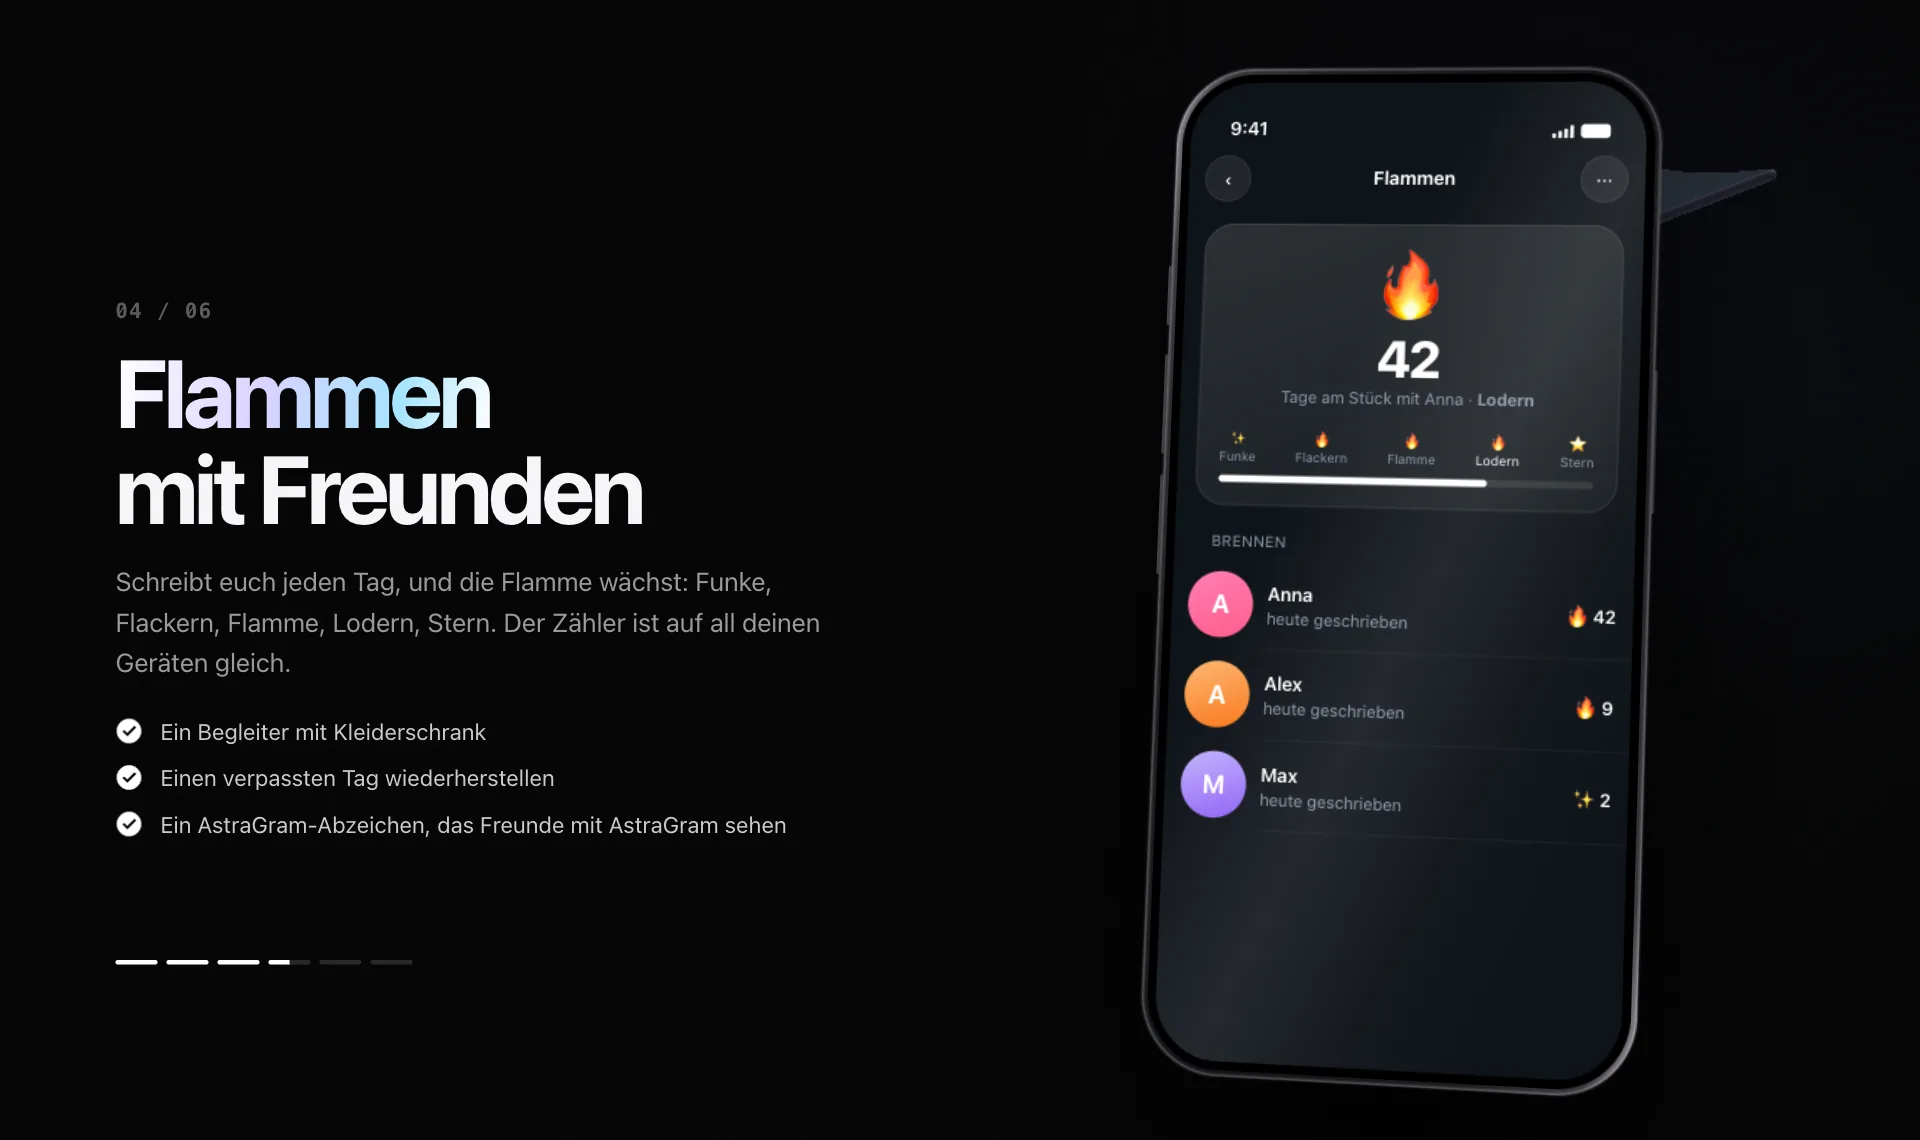 04 / 06
Flammen
mit Freunden
Schreibt euch jeden Tag, und die Flamme wächst: Funke,
Flackern, Flamme, Lodern, Stern. Der Zähler ist auf all deinen
Geräten gleich.
Ein Begleiter mit Kleiderschrank
Einen verpassten Tag wiederherstellen
Ein AstraGram-Abzeichen, das Freunde mit AstraGram sehen
9:41
Flammen
42
Tage am Stück mit Anna · Lodern
Funke Flackern Flamme Lodern Stern
BRENNEN
A
Anna
heute geschrieben
42
A
Alex
heute geschrieben
9
M
Max
heute geschrieben
2